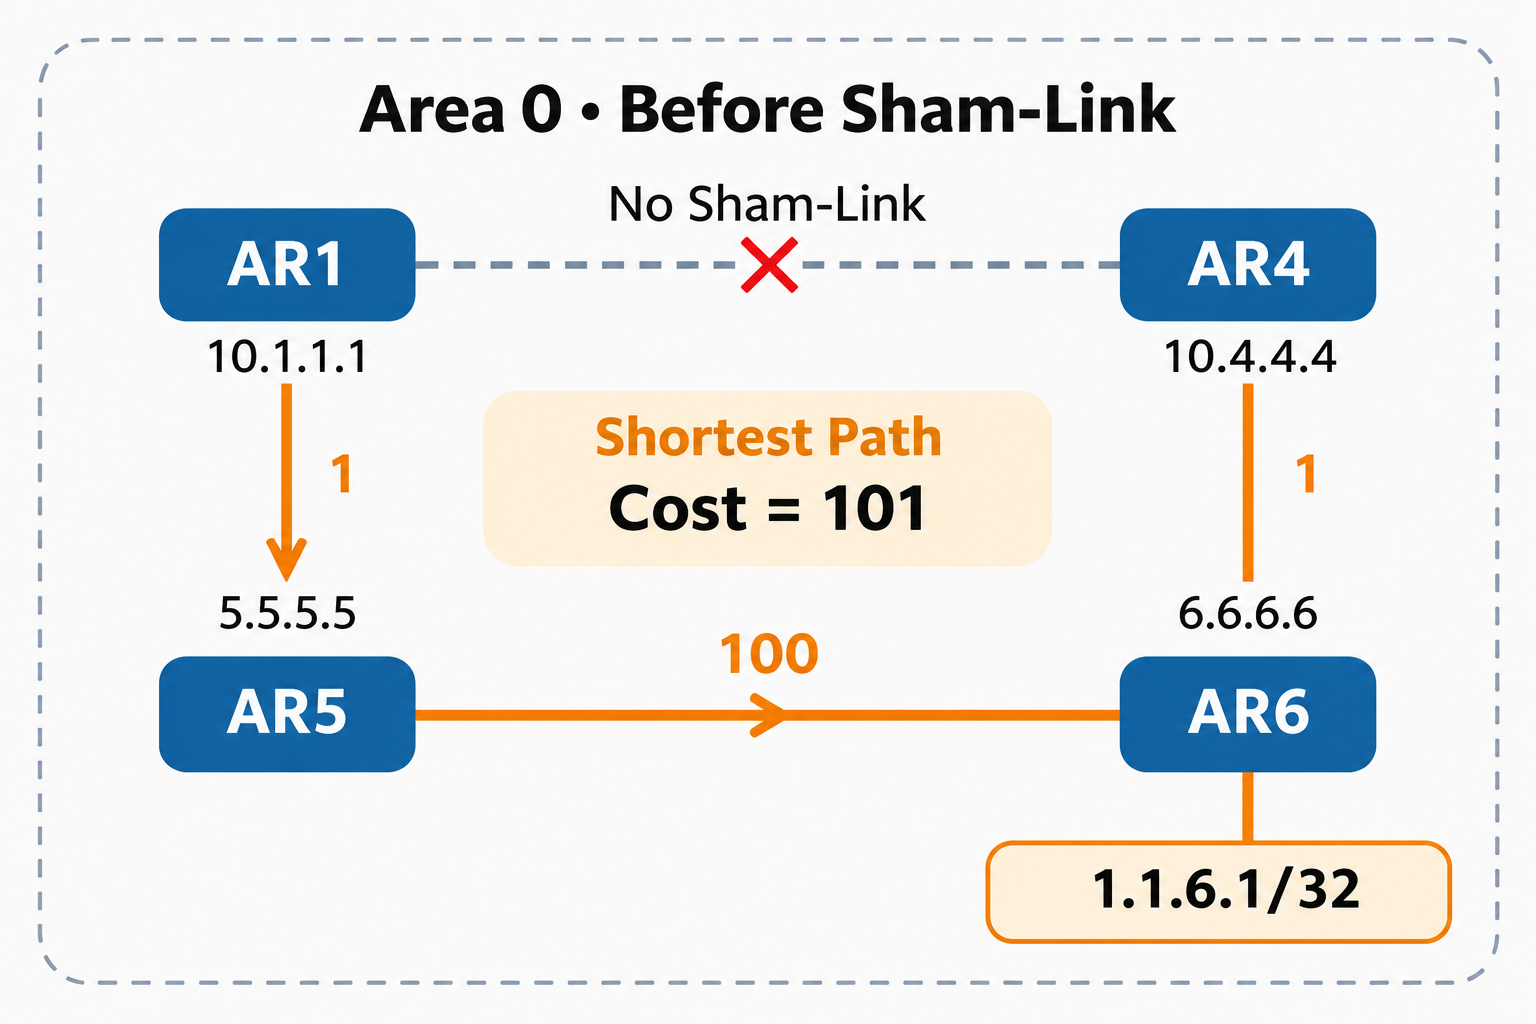 Area 0 • Before Sham-Link
No Sham-Link
AR1
AR4
10.1.1.1
10.4.4.4
Shortest Path
Cost = 101
1
1
5.5.5.5
6.6.6.6
100
AR5
AR6
1.1.6.1/32